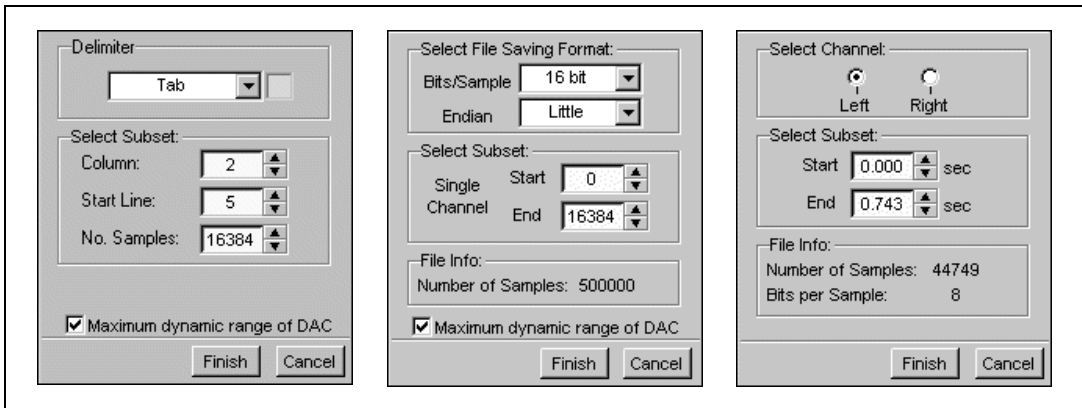 Delimiter
Tab
Select Subset:
Column: 2
Start Line: 5
No. Samples: 16384
Maximum dynamic range of DAC
Finish Cancel
Select File Saving Format:
Bits/Sample 16 bit
Endian Little
Select Subset:
Single Channel
Start 0
End 16384
File Info:
Number of Samples: 500000
Maximum dynamic range of DAC
Finish Cancel
Select Channel:
Left Right
Select Subset:
Start 0.000 sec
End 0.743 sec
File Info:
Number of Samples: 44749
Bits per Sample: 8
Finish Cancel